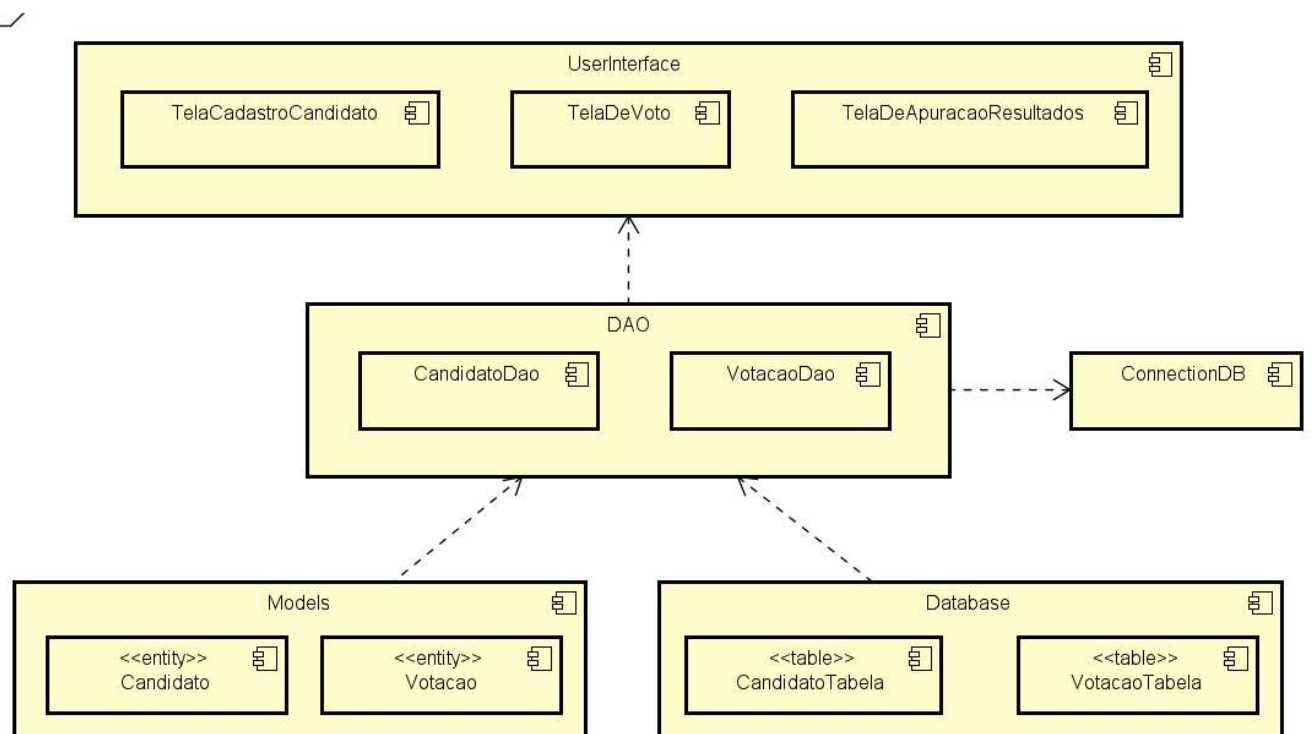 UserInterface
TelaCadastroCandidato
TelaDeVoto
TelaDeApuracaoResultados
DAO
CandidatoDao
VotacaoDao
ConnectionDB
Models
<<entity>>
Candidato
<<entity>>
Votacao
Database
<<table>>
CandidatoTabela
<<table>>
VotacaoTabela